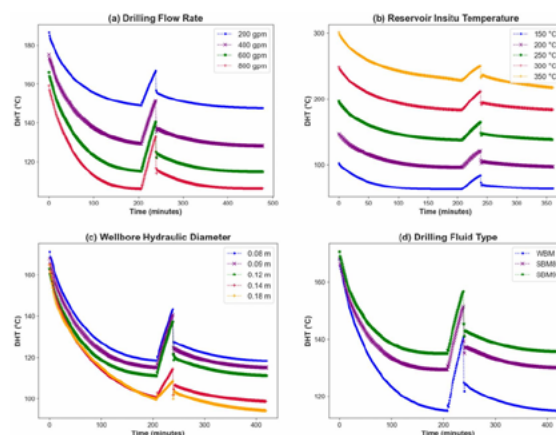 (a) Drilling Flow Rate
DHT (°C)
180
160
140
120
200 gpm
400 gpm
600 gpm
800 gpm
0 100 200 300 400 500
Time (minutes)
(b) Reservoir Insitu Temperature
DHT (°C)
300
200
100
150 °C
200 °C
250 °C
300 °C
350 °C
0 50 100 150 200 250 300 350
Time (minutes)
(c) Wellbore Hydraulic Diameter
DHT (°C)
160
140
120
100
0.08 m
0.09 m
0.12 m
0.14 m
0.18 m
0 100 200 300 400
Time (minutes)
(d) Drilling Fluid Type
DHT (°C)
160
140
120
WBM
0 100 200 300 400
Time (minutes)